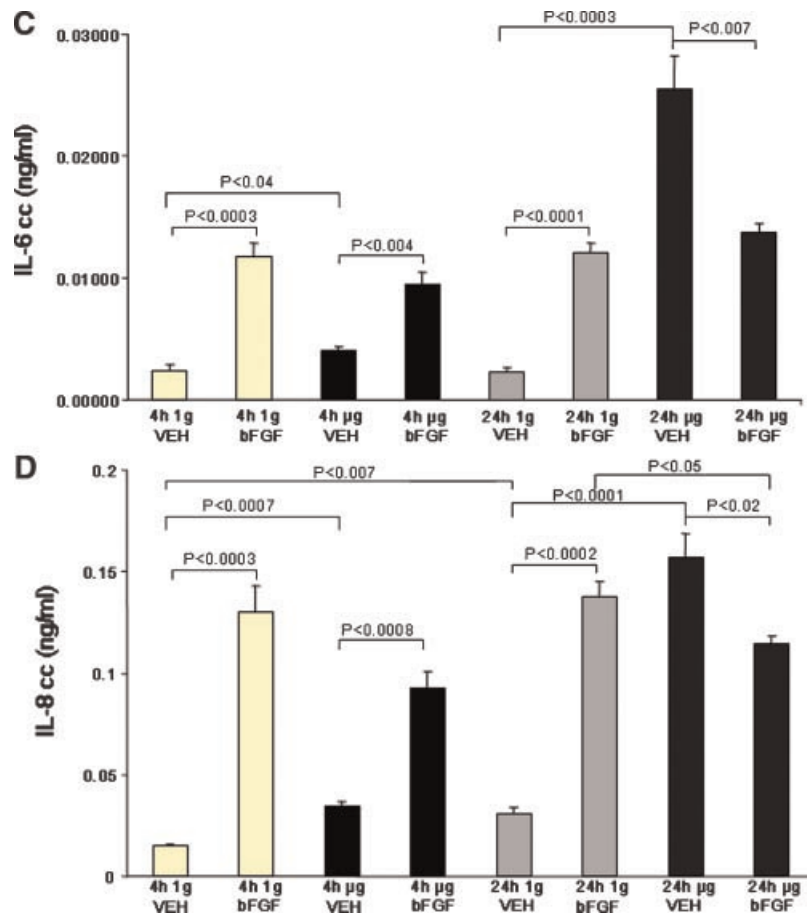 C
IL-6 cc (ng/ml)
0.03000
0.02000
0.01000
0.00000
P<0.0003
P<0.007
P<0.04
P<0.0003
P<0.004
P<0.0001
4h 1g 4h 1g 4h µg 4h µg 24h 1g 24h 1g 24h µg 24h µg
VEH bFGF VEH bFGF VEH bFGF VEH bFGF
D
IL-8 cc (ng/ml)
0.2
0.15
0.1
0.05
0
P<0.05
P<0.007
P<0.0001
P<0.02
P<0.0007
P<0.0003
P<0.0002
P<0.0008
4h 1g 4h 1g 4h µg 4h µg 24h 1g 24h 1g 24h µg 24h µg
VEH bFGF VEH bFGF VEH bFGF VEH bFGF